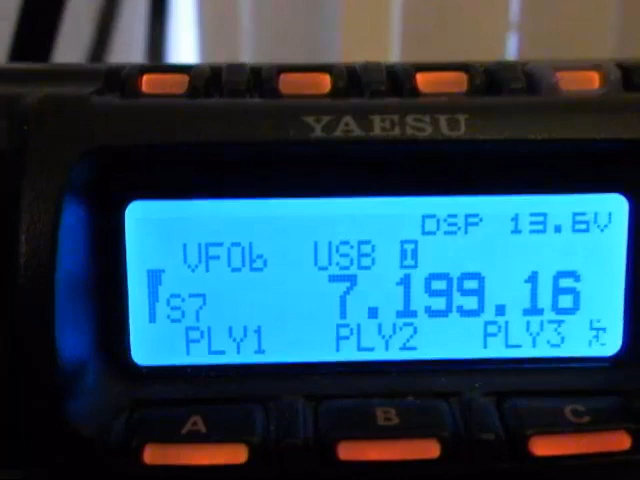 YAESU
DSP 13.6V
VFOb USB
7.199.16
S7
PLY1 PLY2 PLY3
A B C